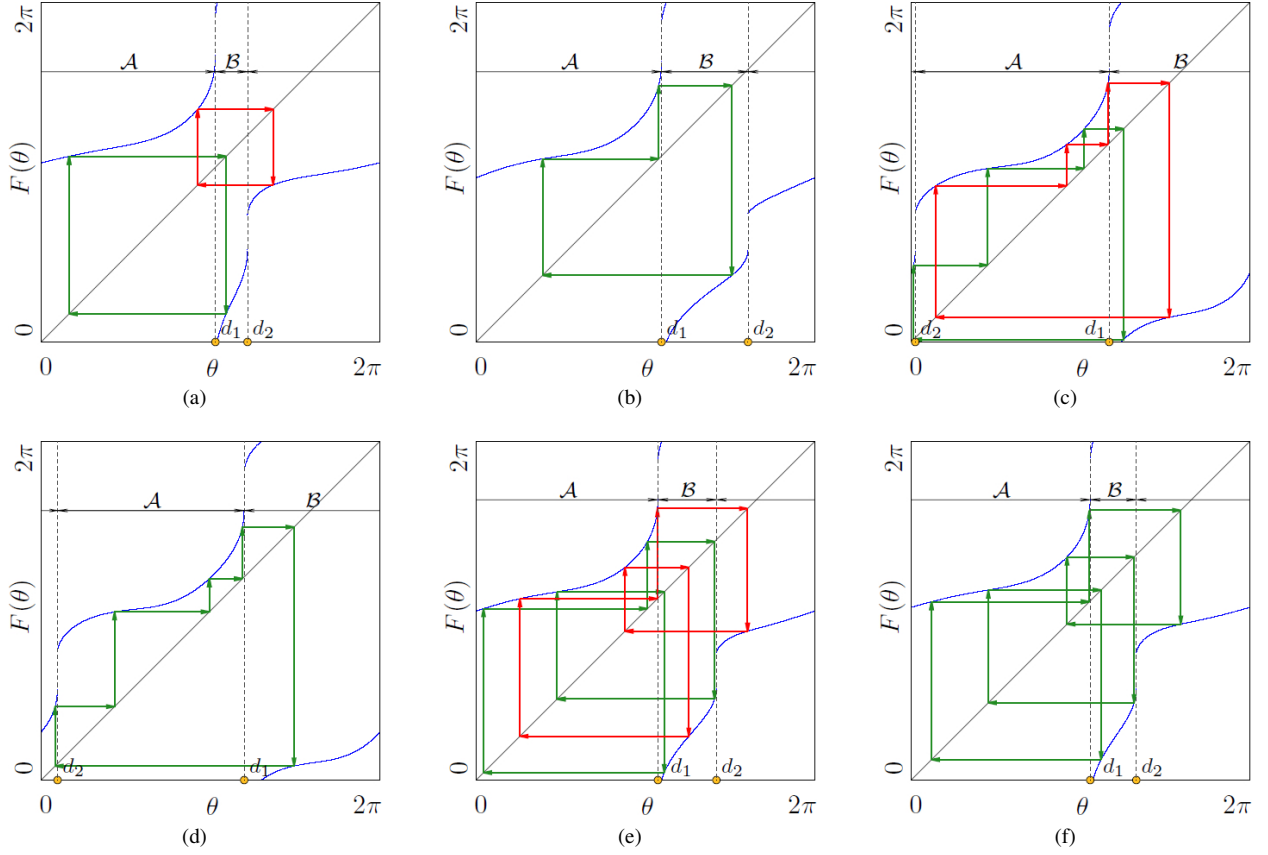 2π 2π 2π
𝒜 ℬ 𝒜 ℬ 𝒜 ℬ
F(θ) F(θ) F(θ)
d₁ d₂ d₁ d₂ d₂ d₁
0 0 0
0 θ 2π 0 θ 2π 0 θ 2π
(a) (b) (c)
2π 2π 2π
𝒜 ℬ 𝒜 ℬ 𝒜 ℬ
F(θ) F(θ) F(θ)
d₂ d₁ d₁ d₂ d₁ d₂
0 0 0
0 θ 2π 0 θ 2π 0 θ 2π
(d) (e) (f)